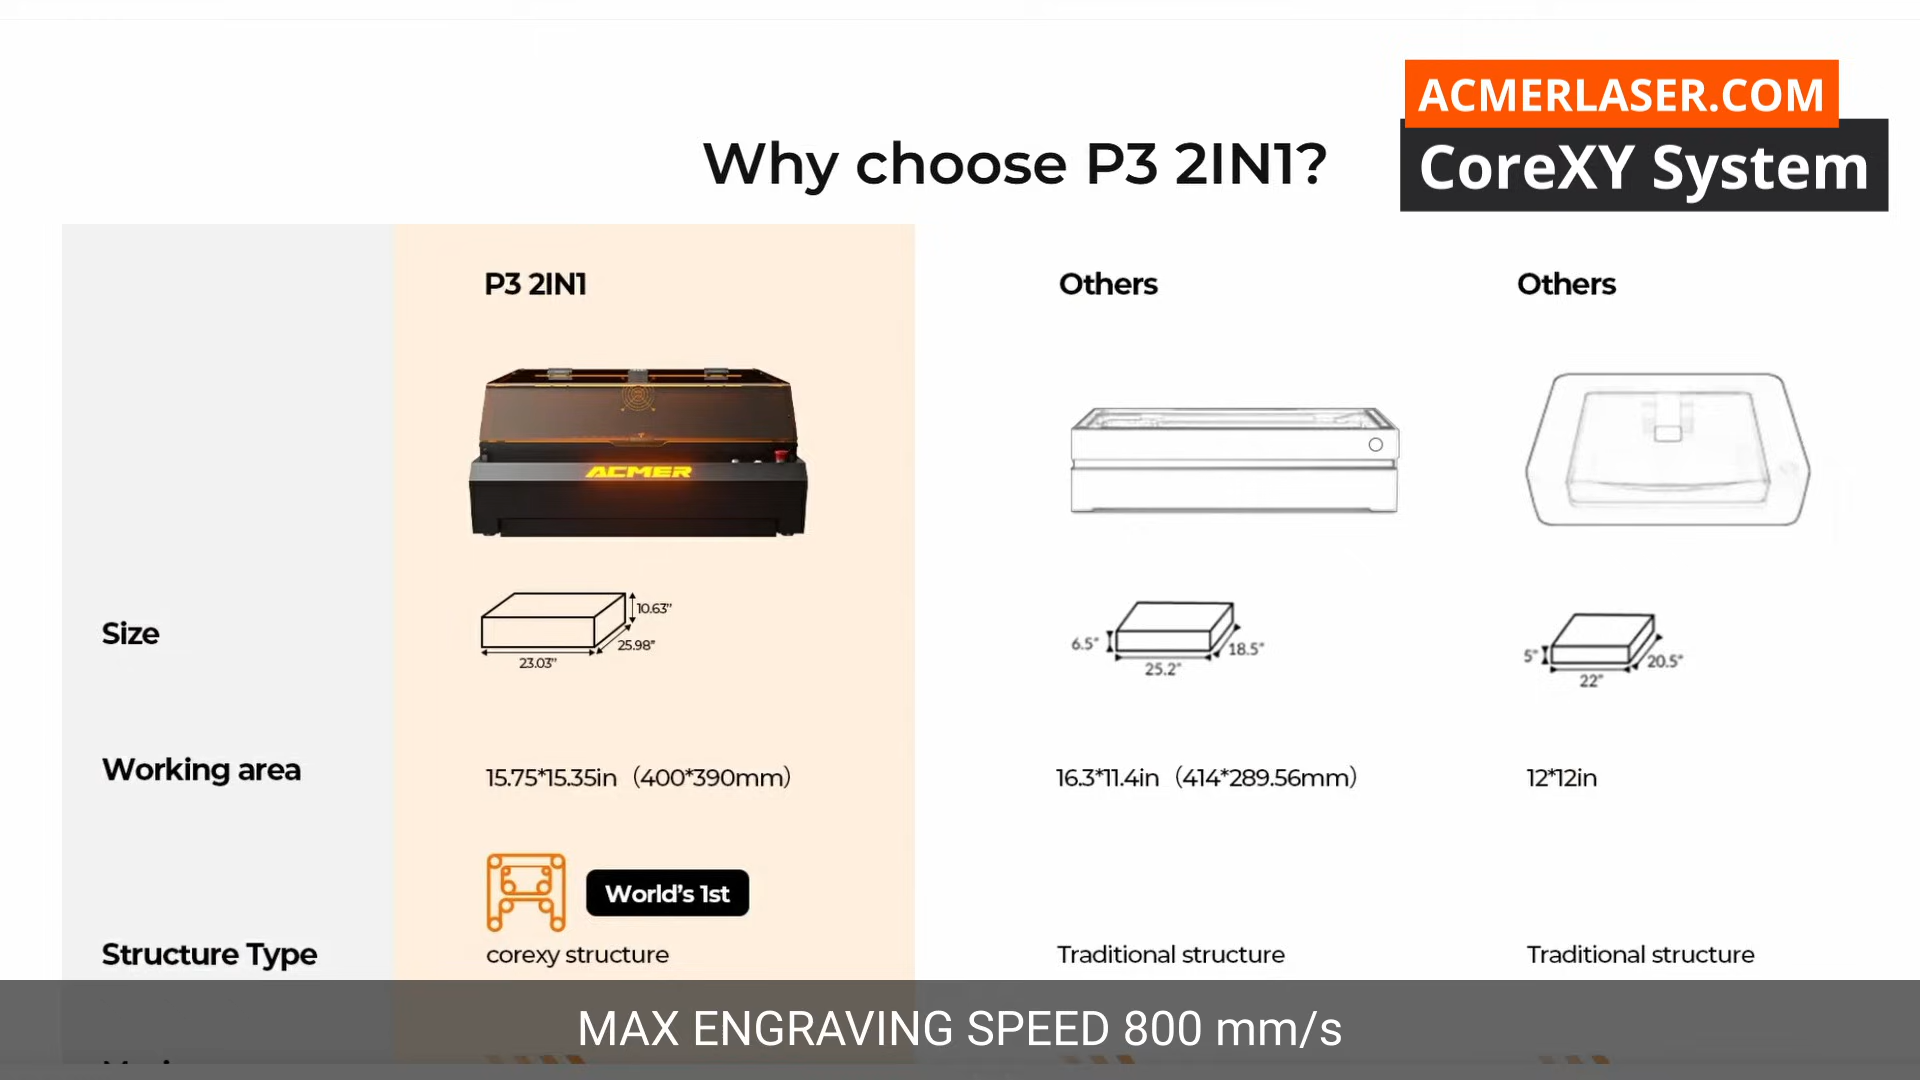 ACMERLASER.COM
CoreXY System
Why choose P3 2IN1?
P3 2IN1
Others
Others
ACMER
Size
10.63”
25.98”
23.03”
6.5"
18.5"
25.2"
5"
20.5"
22"
Working area
15.75*15.35in（400*390mm）
16.3*11.4in（414*289.56mm）
12*12in
World’s 1st
Structure Type
corexy structure
Traditional structure
Traditional structure
MAX ENGRAVING SPEED 800 mm/s